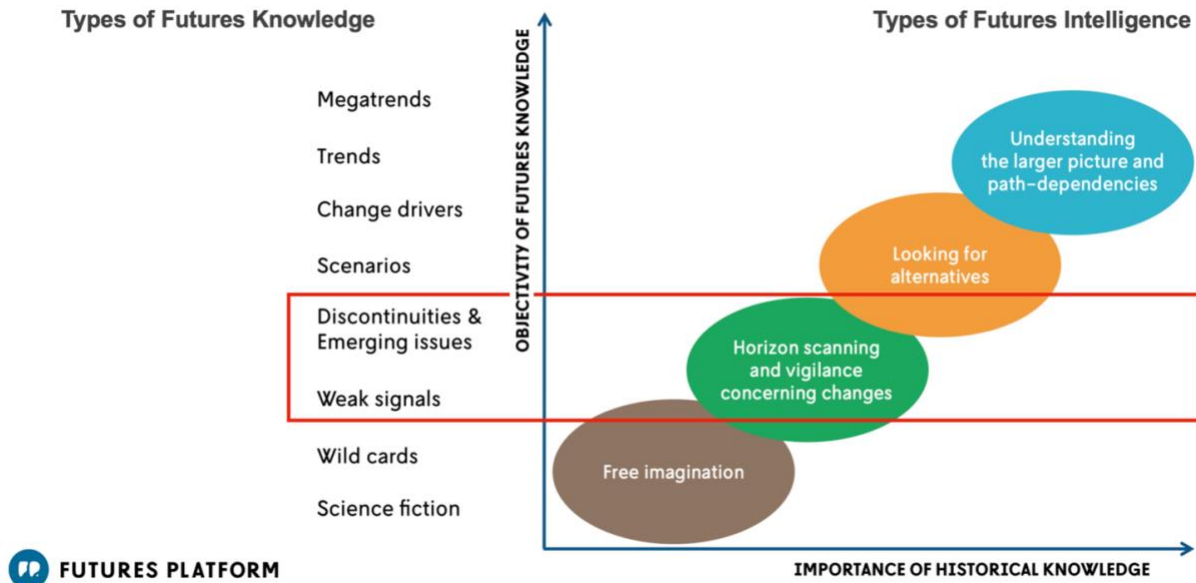 Types of Futures Knowledge
Types of Futures Intelligence
OBJECTIVITY OF FUTURES KNOWLEDGE
Megatrends
Trends
Change drivers
Scenarios
Discontinuities &
Emerging issues
Weak signals
Wild cards
Science fiction
Understanding
the larger picture and
path-dependencies
Looking for
alternatives
Horizon scanning
and vigilance
concerning changes
Free imagination
FP.
FUTURES PLATFORM
IMPORTANCE OF HISTORICAL KNOWLEDGE